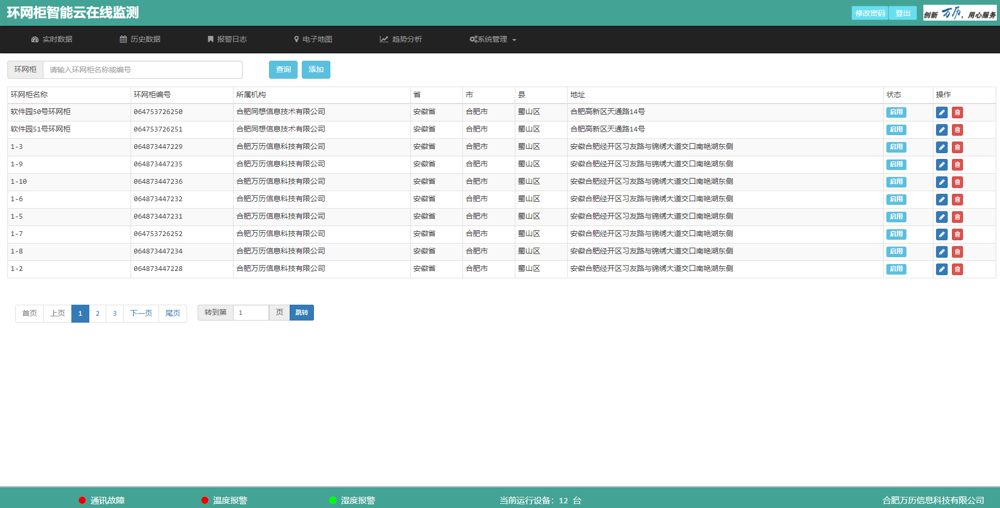 环网柜智能云在线监测
修改密码 登出 创新 万历，用心服务
实时数据 历史数据 报警日志 电子地图 趋势分析 系统管理
环网柜 请输入环网柜名称或编号 查询 添加
环网柜名称 环网柜编号 所属机构 省 市 县 地址 状态 操作
软件园50号环网柜 064753726250 合肥同想信息技术有限公司 安徽省 合肥市 蜀山区 合肥高新区天通路14号 启用
软件园51号环网柜 064753726251 合肥同想信息技术有限公司 安徽省 合肥市 蜀山区 合肥高新区天通路14号 启用
1-3 064873447229 合肥万历信息科技有限公司 安徽省 合肥市 蜀山区 安徽合肥经开区习友路与锦绣大道交口南艳湖东侧 启用
1-9 064873447235 合肥万历信息科技有限公司 安徽省 合肥市 蜀山区 安徽合肥经开区习友路与锦绣大道交口南艳湖东侧 启用
1-10 064873447236 合肥万历信息科技有限公司 安徽省 合肥市 蜀山区 安徽合肥经开区习友路与锦绣大道交口南艳湖东侧 启用
1-6 064873447232 合肥万历信息科技有限公司 安徽省 合肥市 蜀山区 安徽合肥经开区习友路与锦绣大道交口南艳湖东侧 启用
1-5 064873447231 合肥万历信息科技有限公司 安徽省 合肥市 蜀山区 安徽合肥经开区习友路与锦绣大道交口南艳湖东侧 启用
1-7 064753726252 合肥万历信息科技有限公司 安徽省 合肥市 蜀山区 安徽合肥经开区习友路与锦绣大道交口南艳湖东侧 启用
1-8 064873447234 合肥万历信息科技有限公司 安徽省 合肥市 蜀山区 安徽合肥经开区习友路与锦绣大道交口南艳湖东侧 启用
1-2 064873447228 合肥万历信息科技有限公司 安徽省 合肥市 蜀山区 安徽合肥经开区习友路与锦绣大道交口南艳湖东侧 启用
首页 上页 1 2 3 下一页 尾页 转到第 1 页 跳转
通讯故障 温度报警 湿度报警 当前运行设备：12 台 合肥万历信息科技有限公司